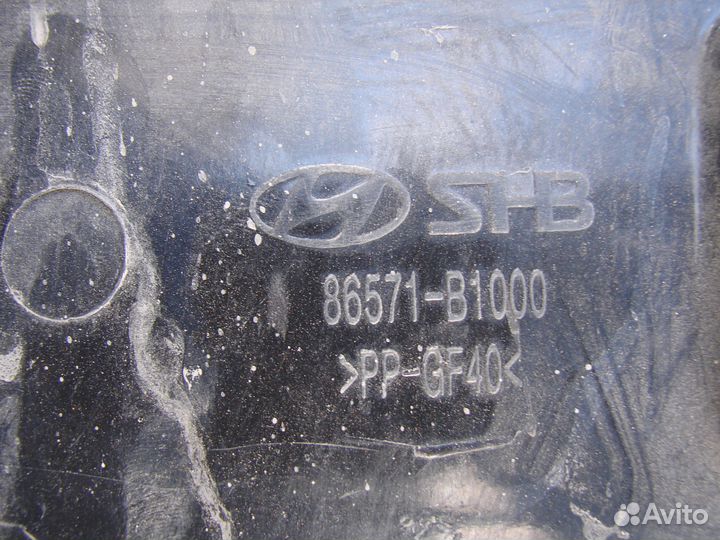 SHB
86571-B1000
>PP-GF40<
Avito